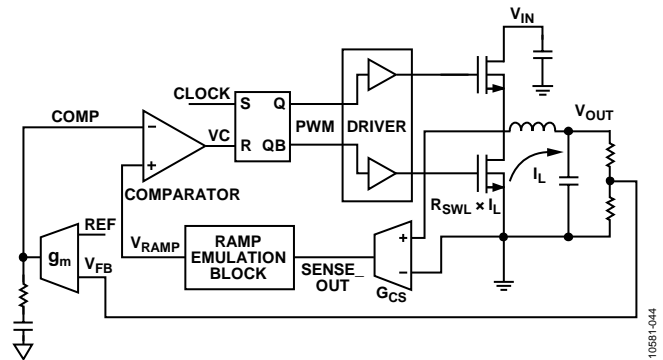 V_IN
CLOCK
S
Q
COMP
VC
R
QB
PWM
DRIVER
V_OUT
−
+
COMPARATOR
I_L
R_SWL × I_L
REF
V_RAMP
RAMP
EMULATION
BLOCK
g_m
V_FB
SENSE_
OUT
+
−
G_CS
10581-044